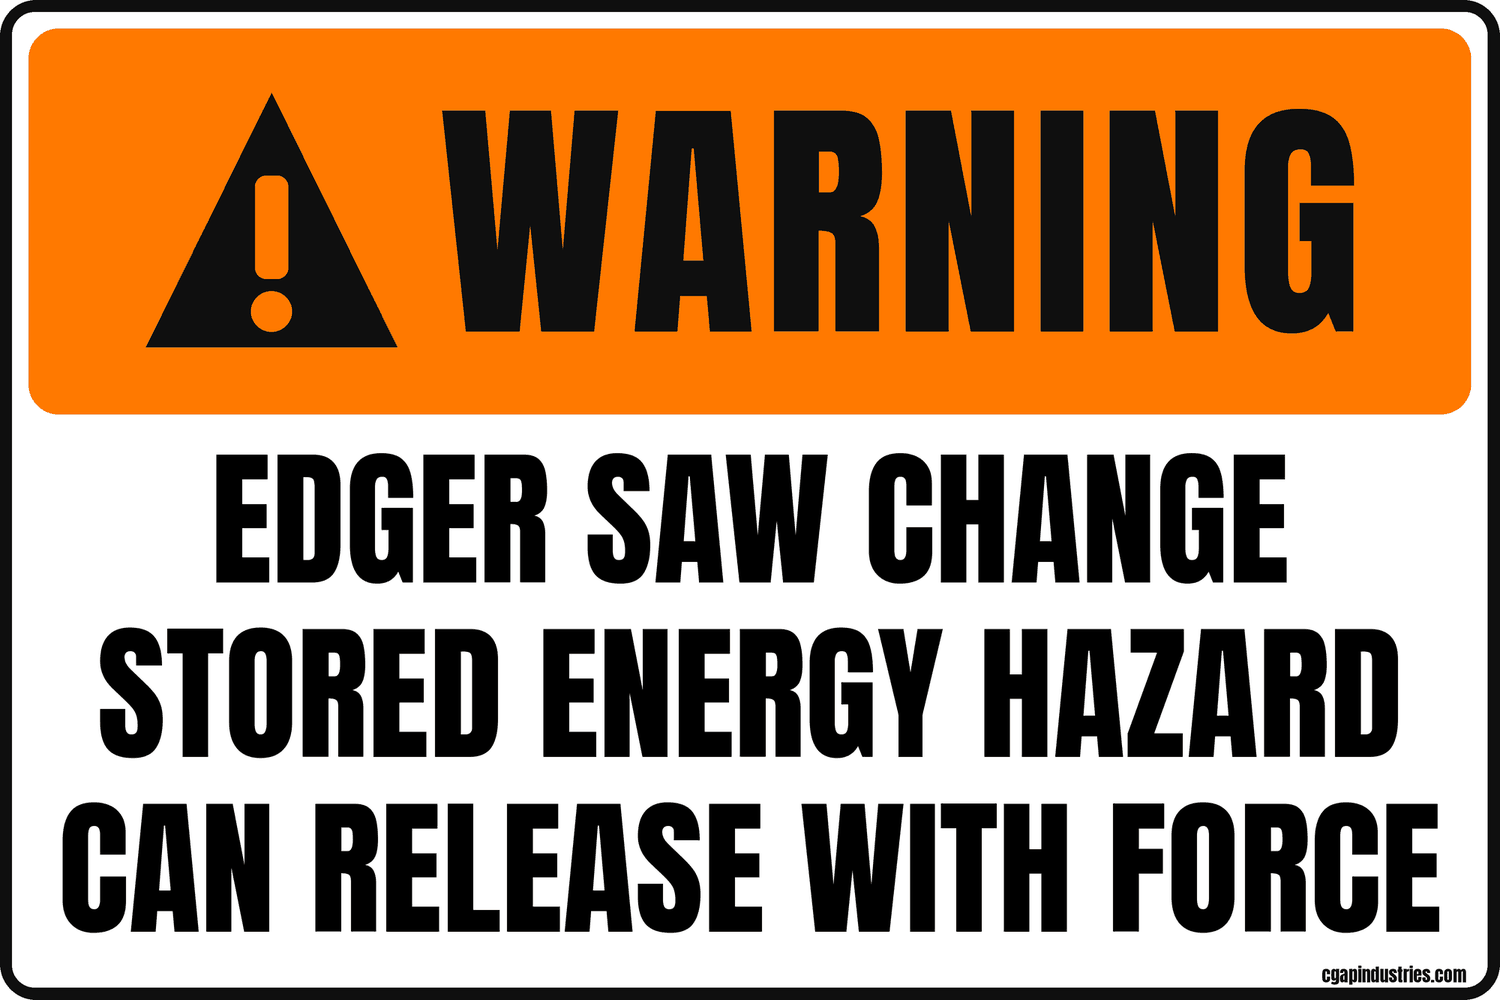 WARNING
EDGER SAW CHANGE
STORED ENERGY HAZARD
CAN RELEASE WITH FORCE
cgapindustries.com